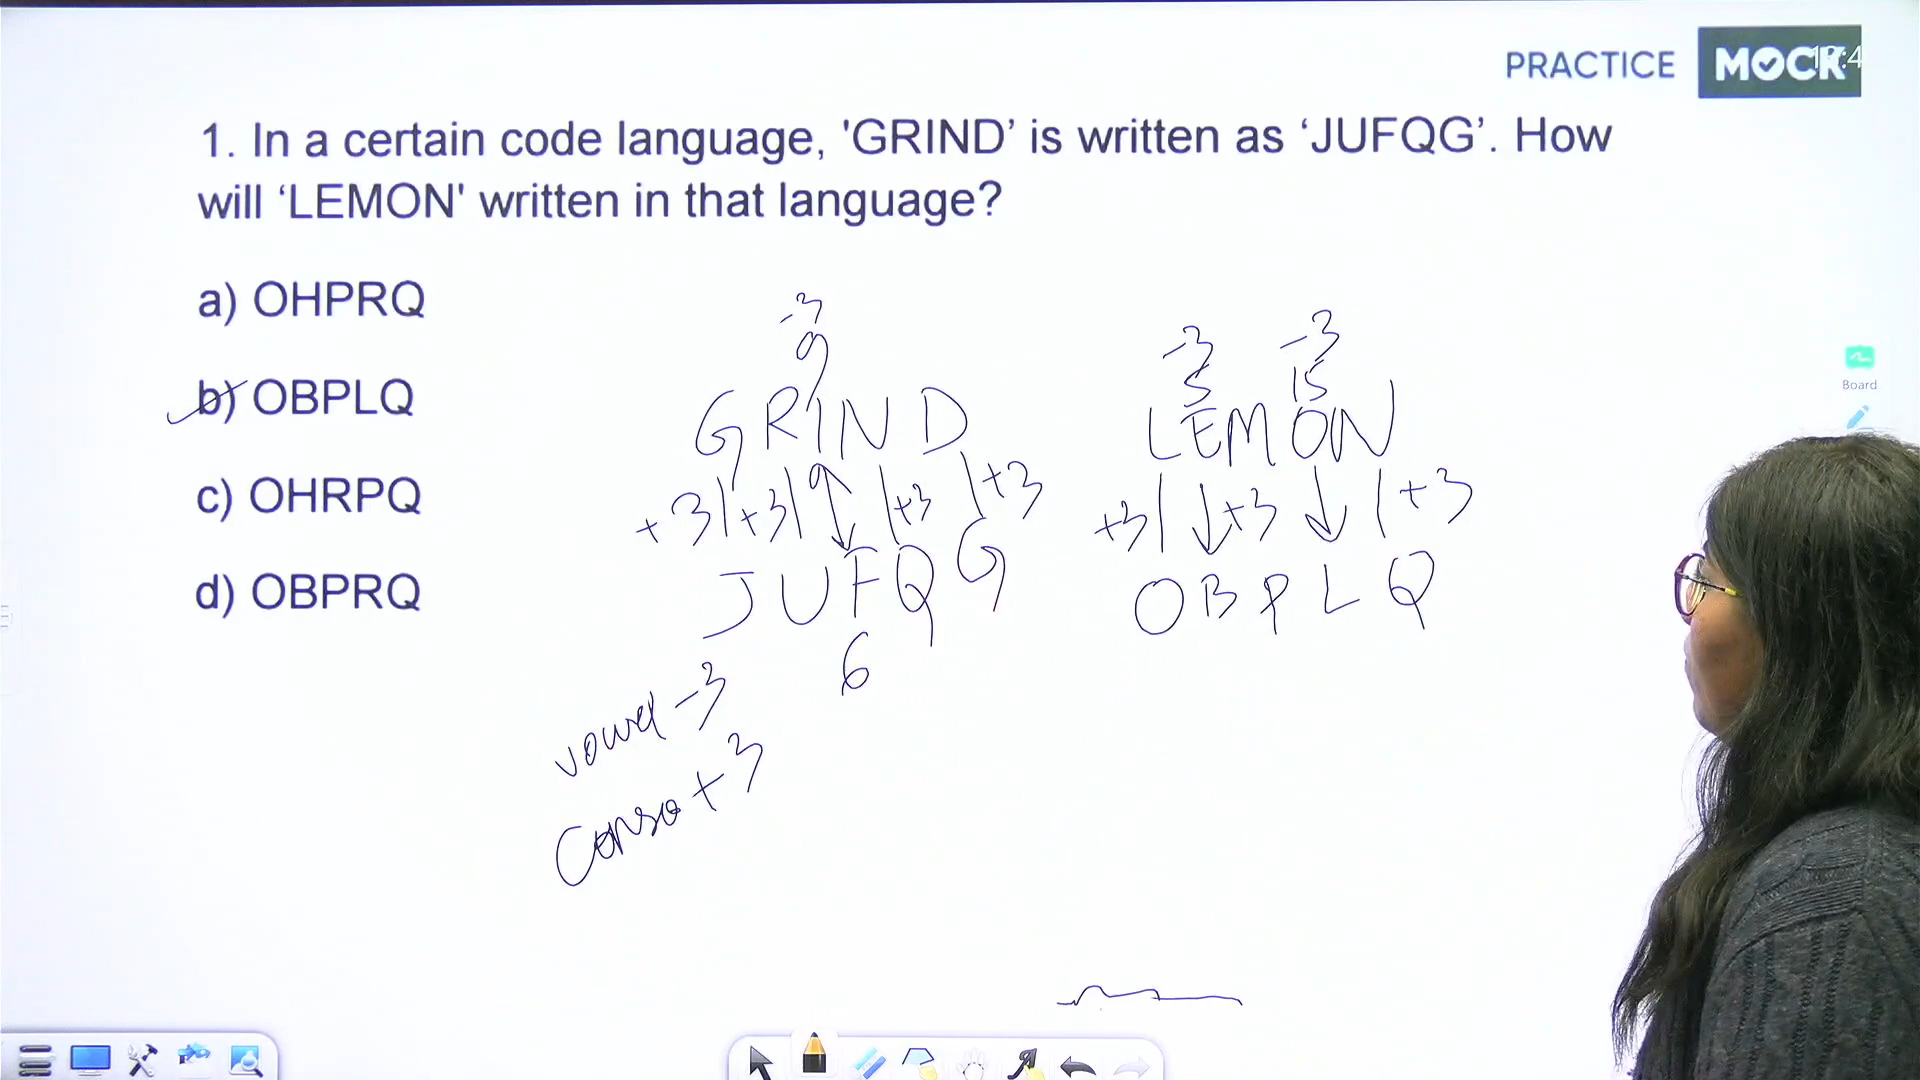 PRACTICE MOCK
1. In a certain code language, 'GRIND’ is written as ‘JUFQG’. How
will ‘LEMON' written in that language?
a) OHPRQ
b) OBPLQ
c) OHRPQ
d) OBPRQ
-3
9
GRIND
+3 +3 +3 +3
JUFQG
6
vowel -3
Conso +3
-3 -3
5 15
LEMON
+3 +3 +3
OBPLQ
Board